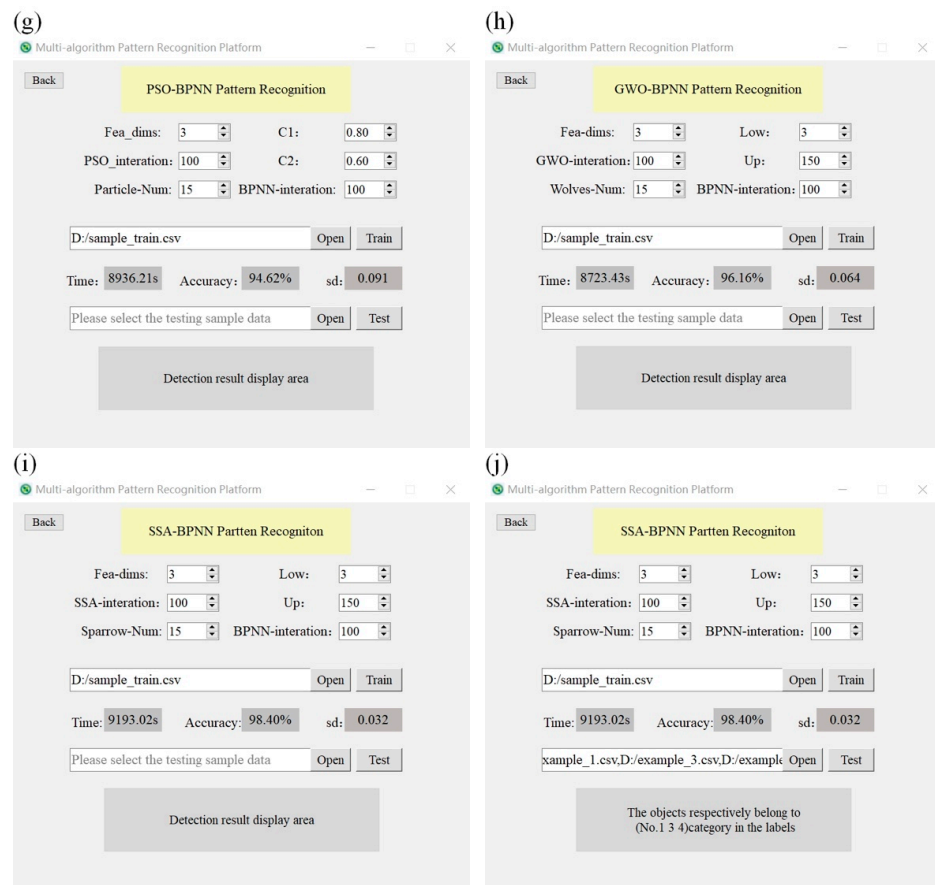 (g)
Multi-algorithm Pattern Recognition Platform
Back
PSO-BPNN Pattern Recognition
Fea_dims: 3 C1: 0.80
PSO_interation: 100 C2: 0.60
Particle-Num: 15 BPNN-interation: 100
D:/sample_train.csv Open Train
Time: 8936.21s Accuracy: 94.62% sd: 0.091
Please select the testing sample data Open Test
Detection result display area
(h)
Multi-algorithm Pattern Recognition Platform
Back
GWO-BPNN Pattern Recognition
Fea-dims: 3 Low: 3
GWO-interation: 100 Up: 150
Wolves-Num: 15 BPNN-interation: 100
D:/sample_train.csv Open Train
Time: 8723.43s Accuracy: 96.16% sd: 0.064
Please select the testing sample data Open Test
Detection result display area
(i)
Multi-algorithm Pattern Recognition Platform
Back
SSA-BPNN Partten Recogniton
Fea-dims: 3 Low: 3
SSA-interation: 100 Up: 150
Sparrow-Num: 15 BPNN-interation: 100
D:/sample_train.csv Open Train
Time: 9193.02s Accuracy: 98.40% sd: 0.032
Please select the testing sample data Open Test
Detection result display area
(j)
Multi-algorithm Pattern Recognition Platform
Back
SSA-BPNN Partten Recogniton
Fea-dims: 3 Low: 3
SSA-interation: 100 Up: 150
Sparrow-Num: 15 BPNN-interation: 100
D:/sample_train.csv Open Train
Time: 9193.02s Accuracy: 98.40% sd: 0.032
xample_1.csv,D:/example_3.csv,D:/example Open Test
The objects respectively belong to
(No.1 3 4)category in the labels